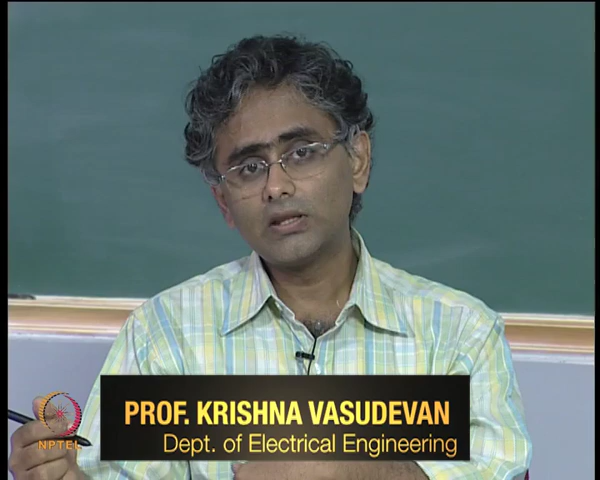 PROF. KRISHNA VASUDEVAN
Dept. of Electrical Engineering
NPTEL